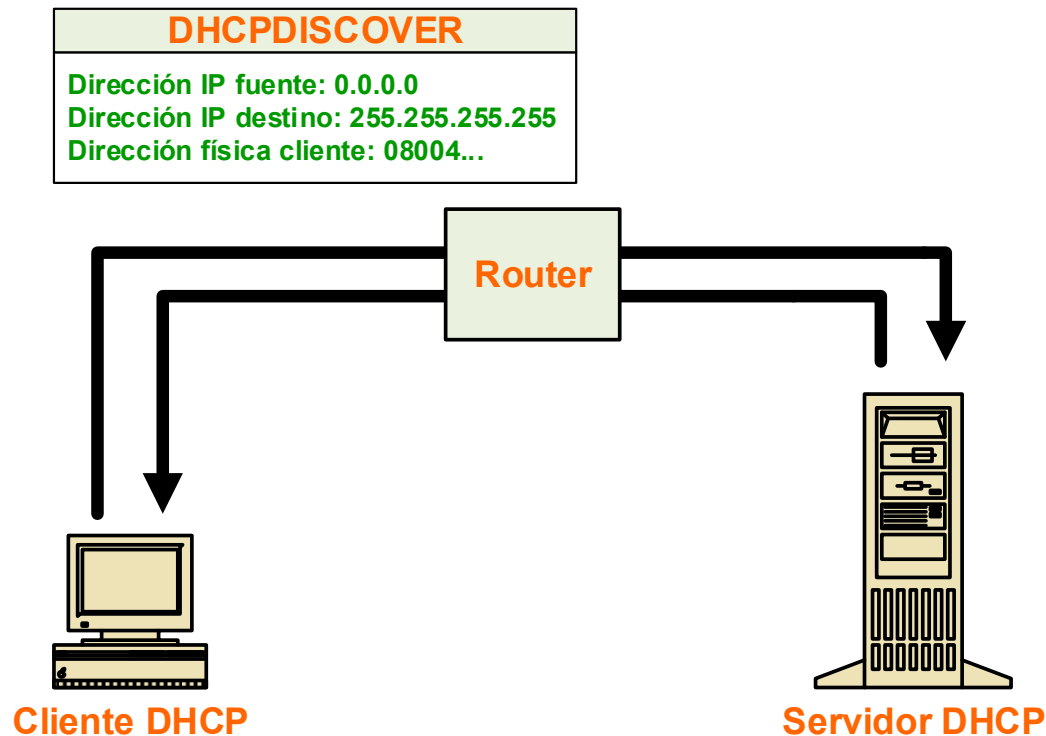 DHCPDISCOVER
Dirección IP fuente: 0.0.0.0
Dirección IP destino: 255.255.255.255
Dirección física cliente: 08004...
Router
Cliente DHCP
Servidor DHCP